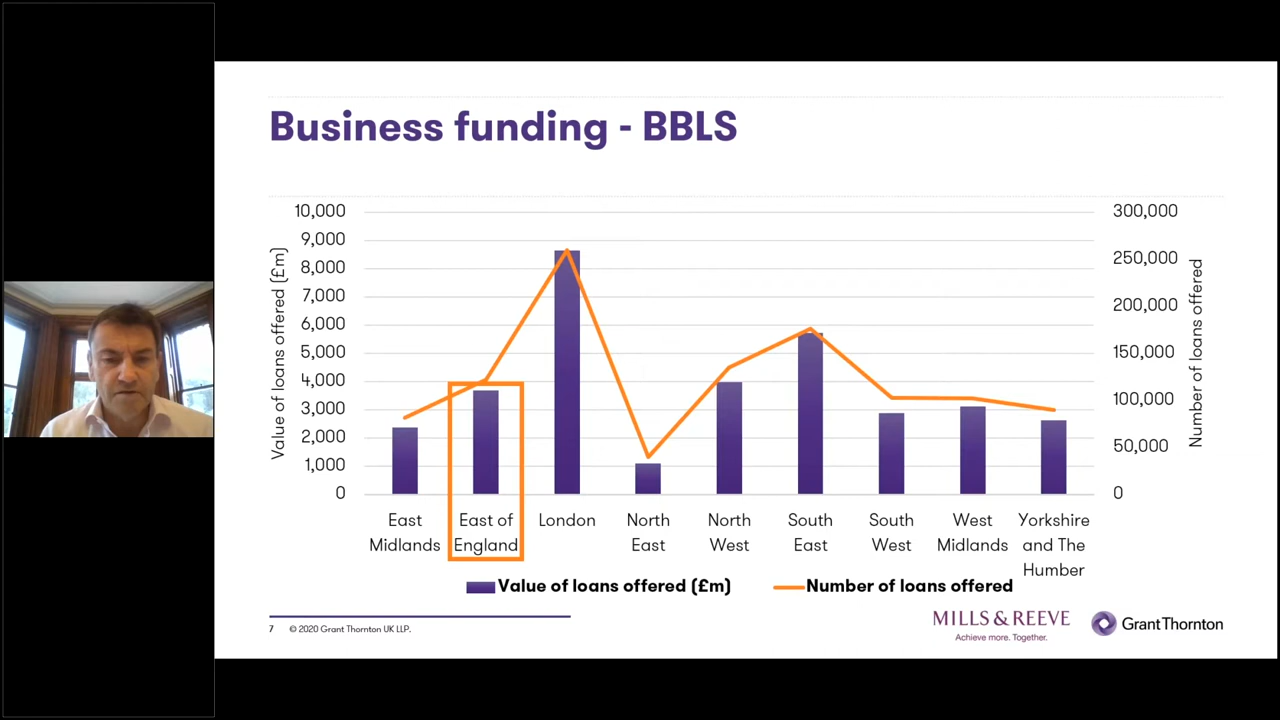 Business funding - BBLS
Value of loans offered (£m)
10,000
9,000
8,000
7,000
6,000
5,000
4,000
3,000
2,000
1,000
0
300,000
250,000
200,000
150,000
100,000
50,000
0
Number of loans offered
East
Midlands
East of
England
London
North
East
North
West
South
East
South
West
West
Midlands
Yorkshire
and The
Humber
Value of loans offered (£m)
Number of loans offered
7
© 2020 Grant Thornton UK LLP.
MILLS & REEVE
Achieve more. Together.
Grant Thornton